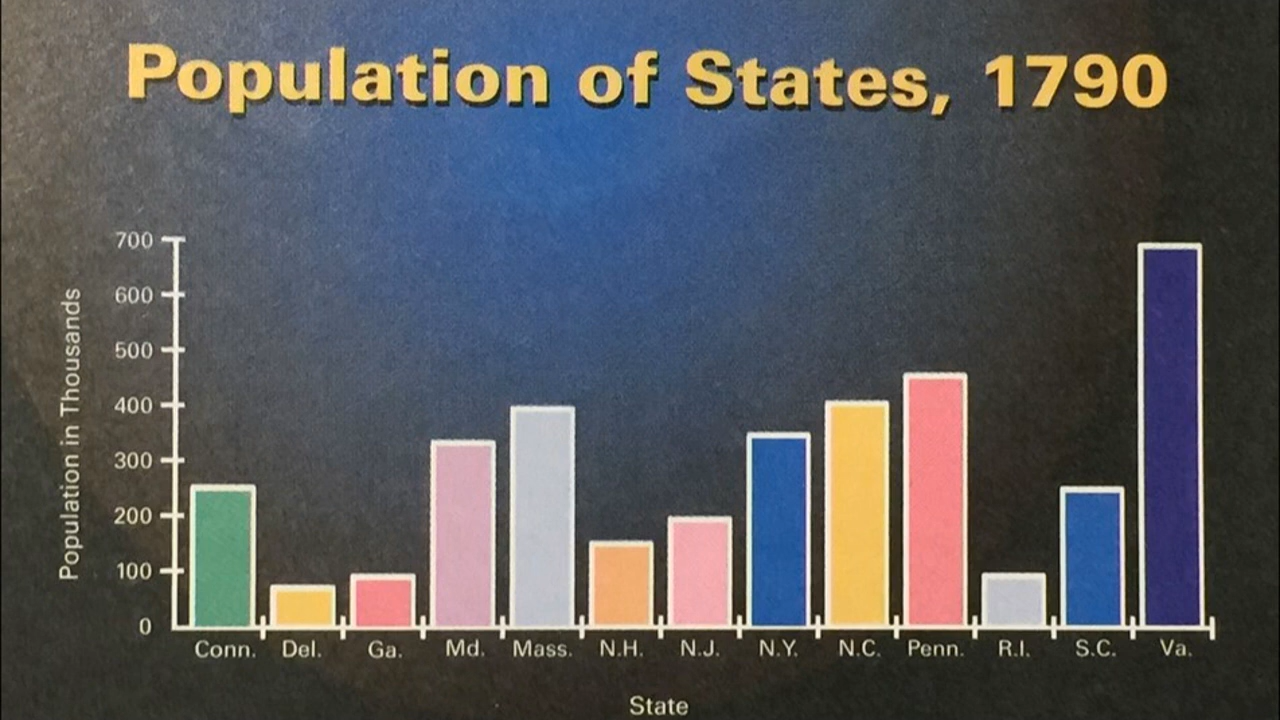 Population of States, 1790
Population in Thousands
700
600
500
400
300
200
100
0
Conn. Del. Ga. Md. Mass. N.H. N.J. N.Y. N.C. Penn. R.I. S.C. Va.
State